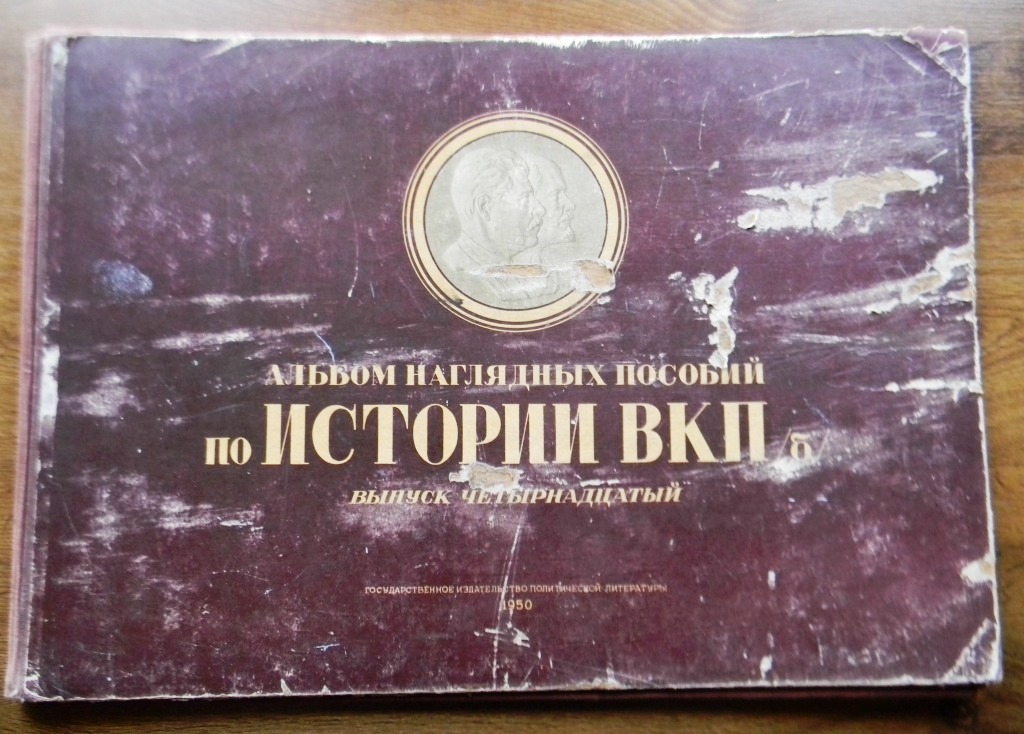 АЛЬБОМ НАГЛЯДНЫХ ПОСОБИЙ
ПО ИСТОРИИ ВКП /б/
ВЫПУСК ЧЕТЫРНАДЦАТЫЙ
ГОСУДАРСТВЕННОЕ ИЗДАТЕЛЬСТВО ПОЛИТИЧЕСКОЙ ЛИТЕРАТУРЫ
1950